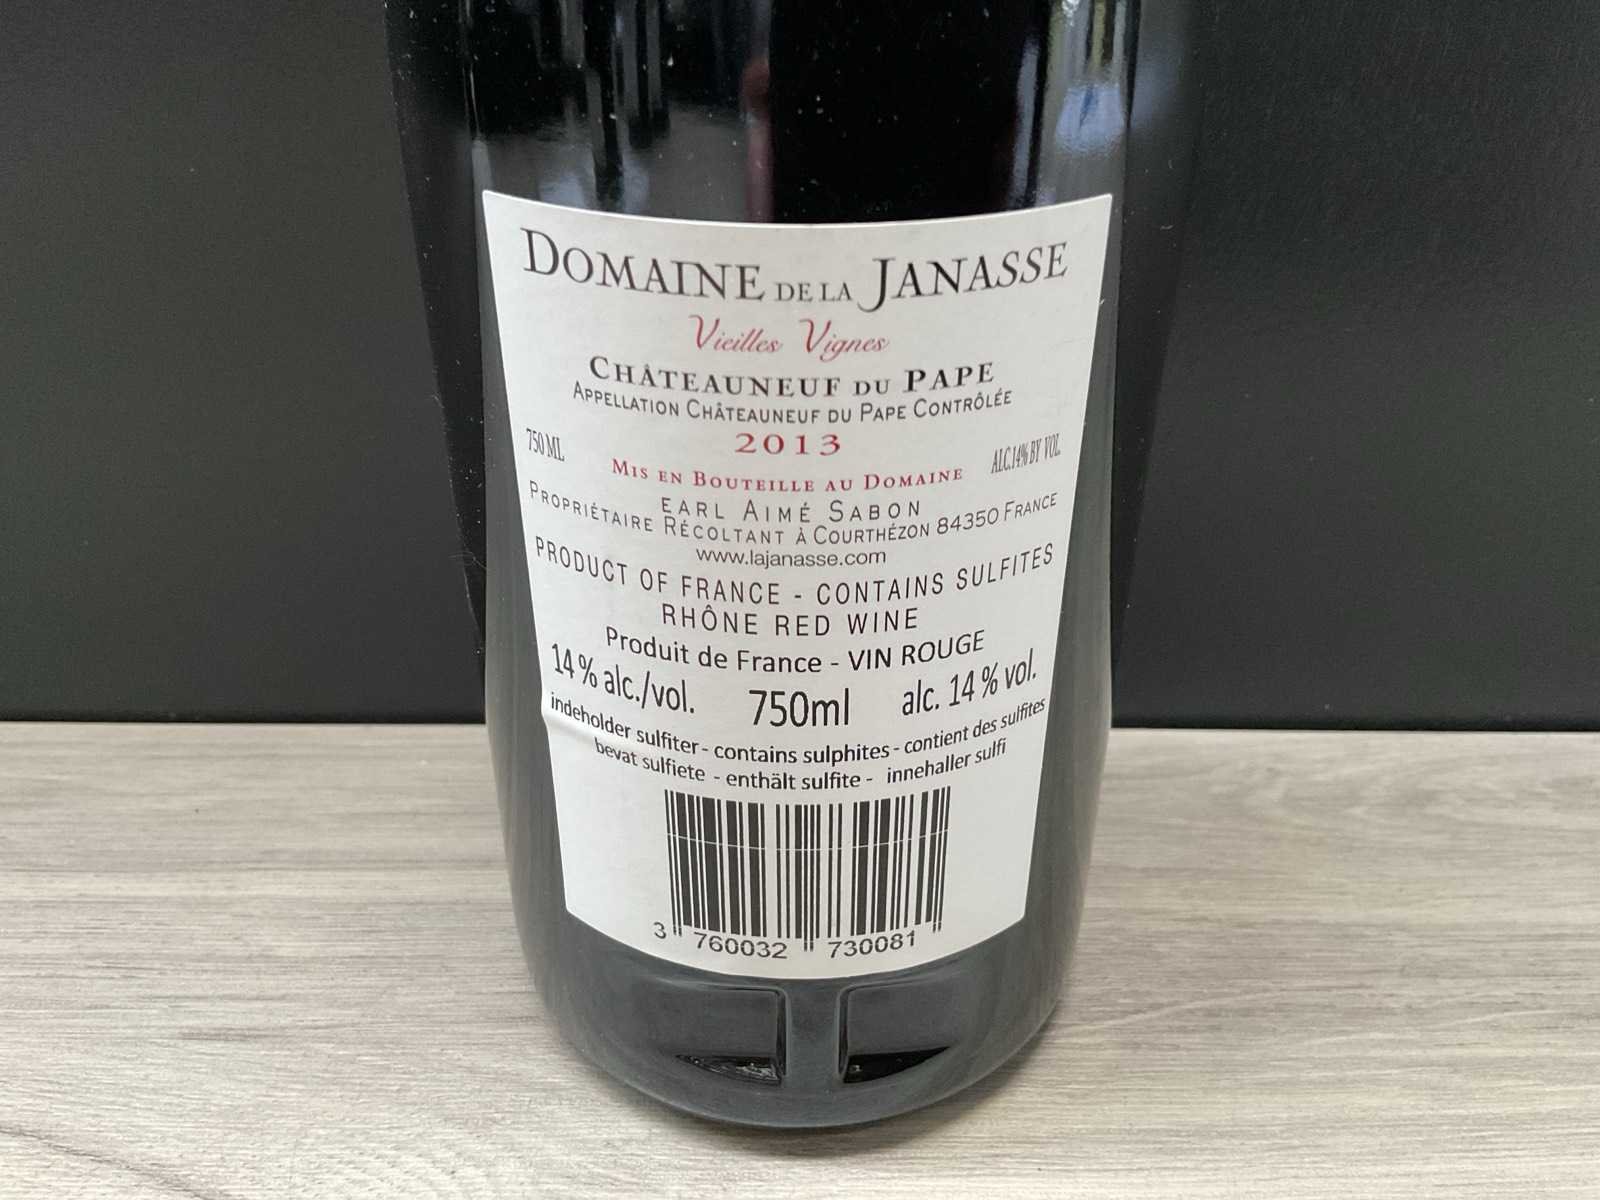 DOMAINE DE LA JANASSE
Vieilles Vignes
CHÂTEAUNEUF DU PAPE
APPELLATION CHÂTEAUNEUF DU PAPE CONTRÔLÉE
2013
750 ML
ALC.14% BY VOL.
MIS EN BOUTEILLE AU DOMAINE
EARL AIMÉ SABON
PROPRIÉTAIRE RÉCOLTANT À COURTHÉZON 84350 FRANCE
www.lajanasse.com
PRODUCT OF FRANCE - CONTAINS SULFITES
RHÔNE RED WINE
Produit de France - VIN ROUGE
14 % alc./vol. 750ml alc. 14 % vol.
indeholder sulfiter - contains sulphites - contient des sulfites
bevat sulfiete - enthält sulfite - innehaller sulfi
3 760032 730081